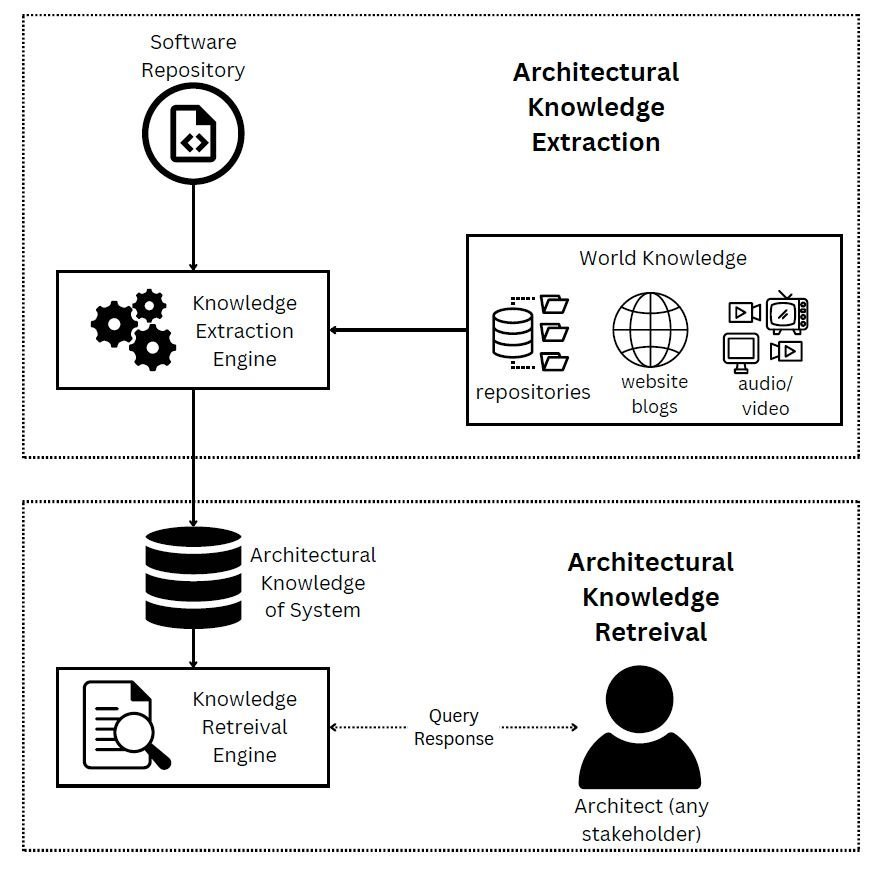 Software
Repository
Architectural
Knowledge
Extraction
World Knowledge
Knowledge
Extraction
Engine
repositories
website
blogs
audio/
video
Architectural
Knowledge
of System
Architectural
Knowledge
Retreival
Knowledge
Retreival
Engine
Query
Response
Architect (any
stakeholder)